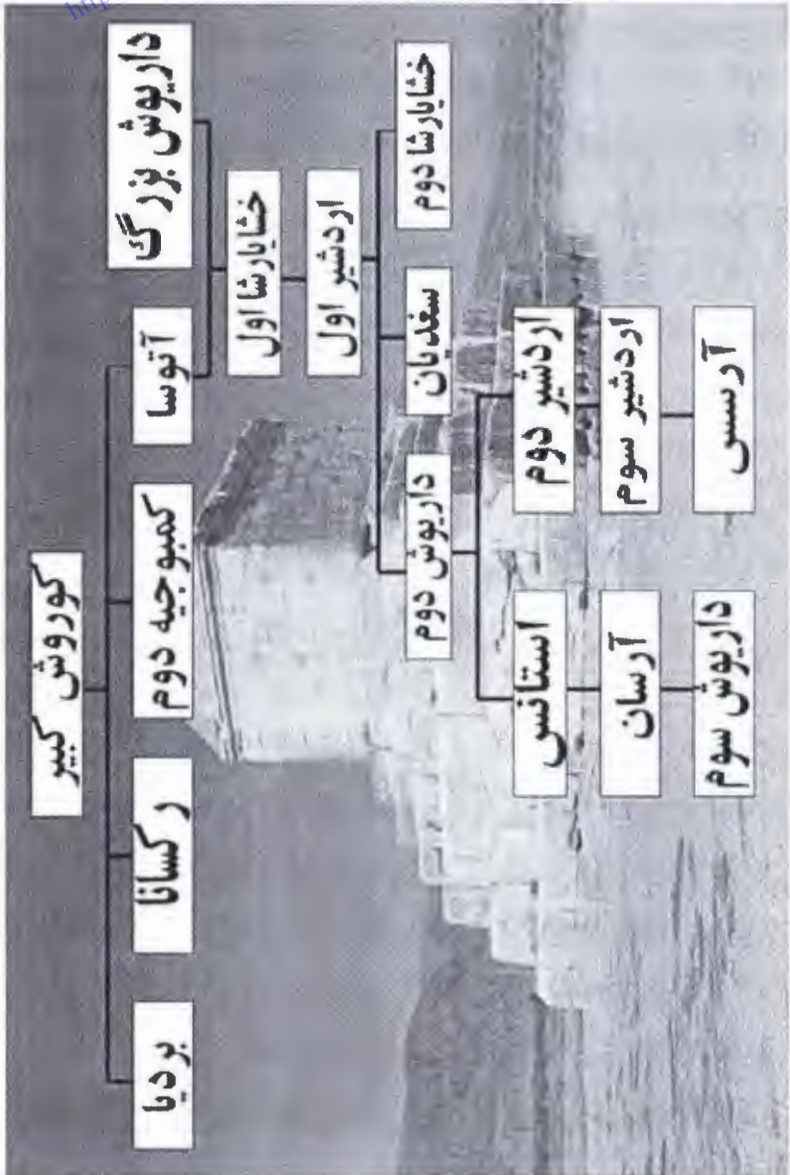 کوروش کبیر
داریوش بزرگ
آتوسا
کمبوجیه دوم
رکسانا
بردیا
خشایارشا اول
اردشیر اول
خشایارشا دوم
سغدیان
داریوش دوم
اردشیر دوم
استانس
اردشیر سوم
آرسان
آرسس
داریوش سوم
http